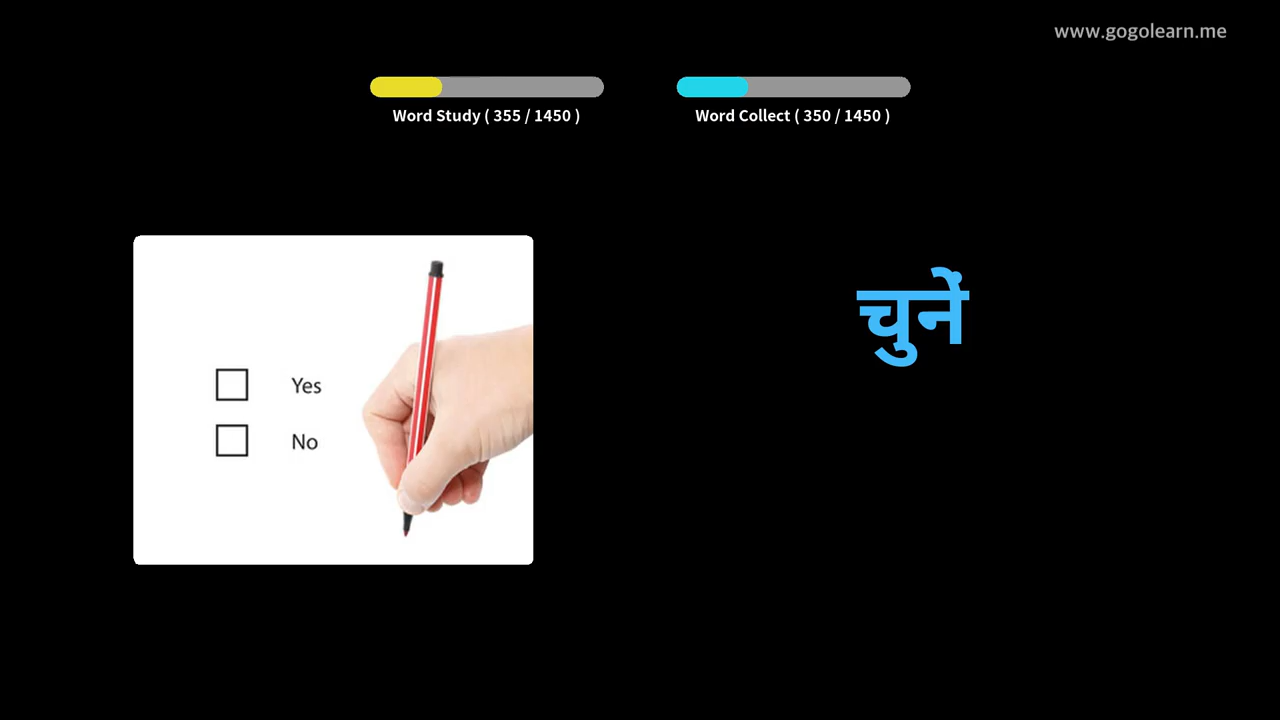 www.gogolearn.me
Word Study ( 355 / 1450 )
Word Collect ( 350 / 1450 )
चुनें
Yes
No